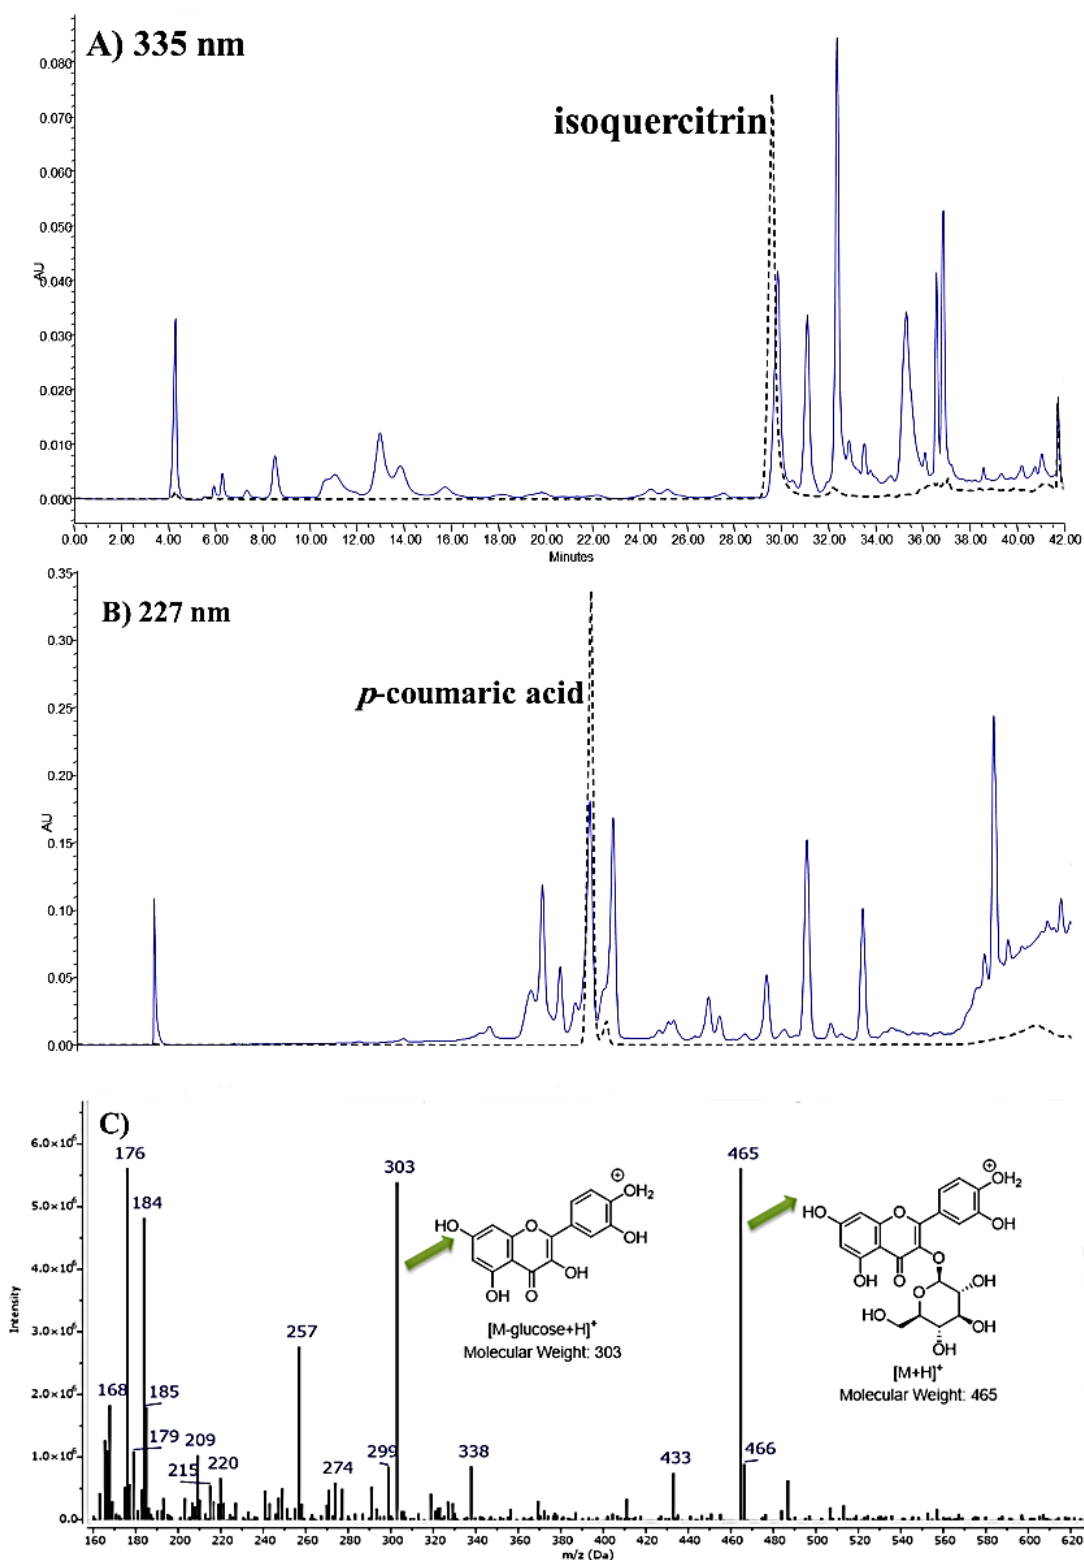 A) 335 nm
isoquercitrin
0.080
0.070
0.060
0.050
0.040
0.030
0.020
0.010
0.000
AU
0.00 2.00 4.00 6.00 8.00 10.00 12.00 14.00 16.00 18.00 20.00 22.00 24.00 26.00 28.00 30.00 32.00 34.00 36.00 38.00 40.00 42.00
Minutes
B) 227 nm
p-coumaric acid
0.35
0.30
0.25
0.20
0.15
0.10
0.05
0.00
AU
C)
6.0×10⁶
5.0×10⁶
4.0×10⁶
3.0×10⁶
2.0×10⁶
1.0×10⁶
0.0
Intensity
176
184
168
185
179
209
215
220
257
274
299
303
338
433
465
466
⊕
OH₂
HO
OH
O
OH
OH
O
[M-glucose+H]⁺
Molecular Weight: 303
⊕
OH₂
HO
O
OH
O
OH
O
O
OH
HO
OH
OH
[M+H]⁺
Molecular Weight: 465
160 180 200 220 240 260 280 300 320 340 360 380 400 420 440 460 480 500 520 540 560 580 600 620
m/z (Da)